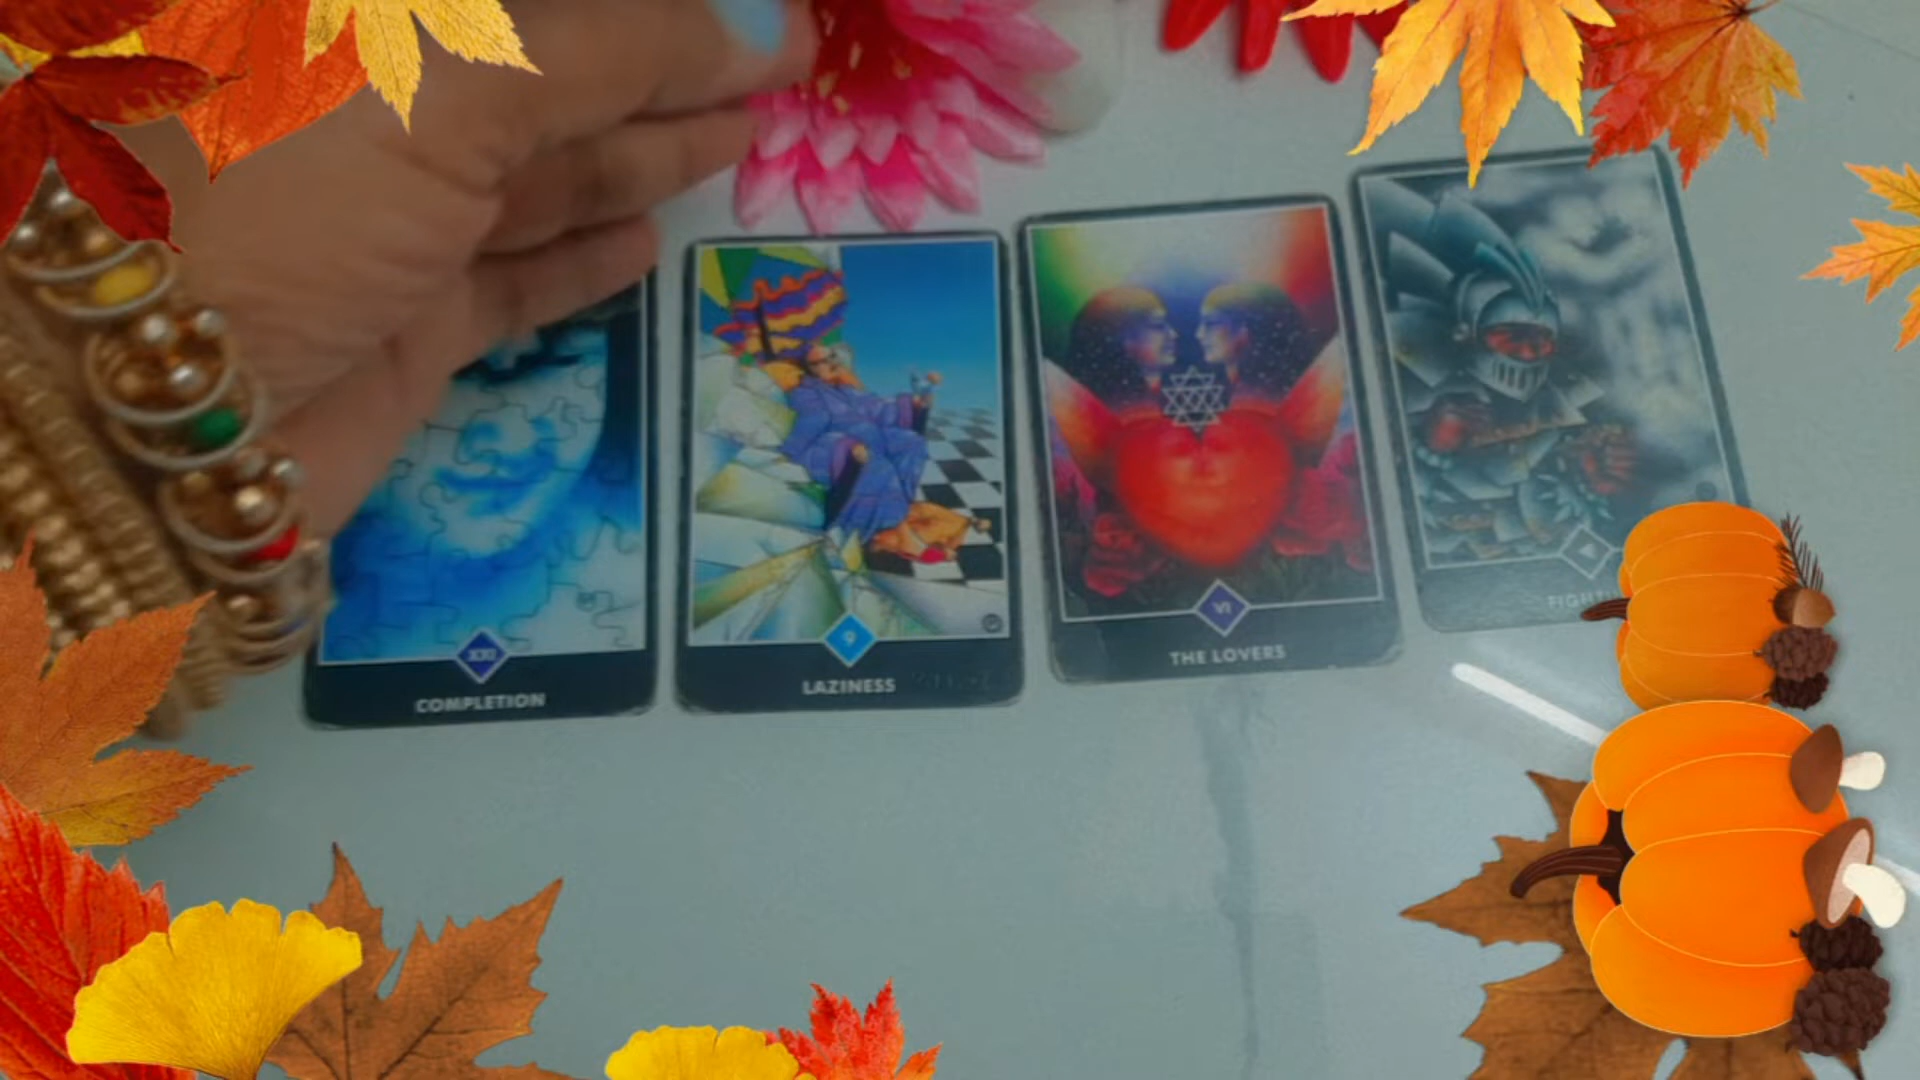 XXI
COMPLETION
9
LAZINESS
VI
THE LOVERS